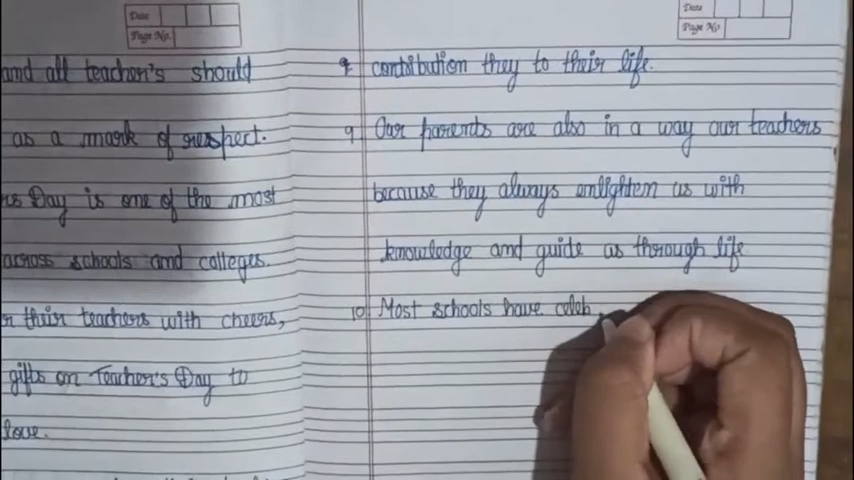 Date
Page No.
and all teacher's should
as a mark of respect.
rs Day is one of the most
across schools and colleges.
r their teachers with cheers,
gifts on Teacher's Day to
love.
Date
Page No
contribution they to their life.
9 Our parents are also in a way our teachers
because they always enlighten us with
knowledge and guide us thorough life
10. Most schools have celeb